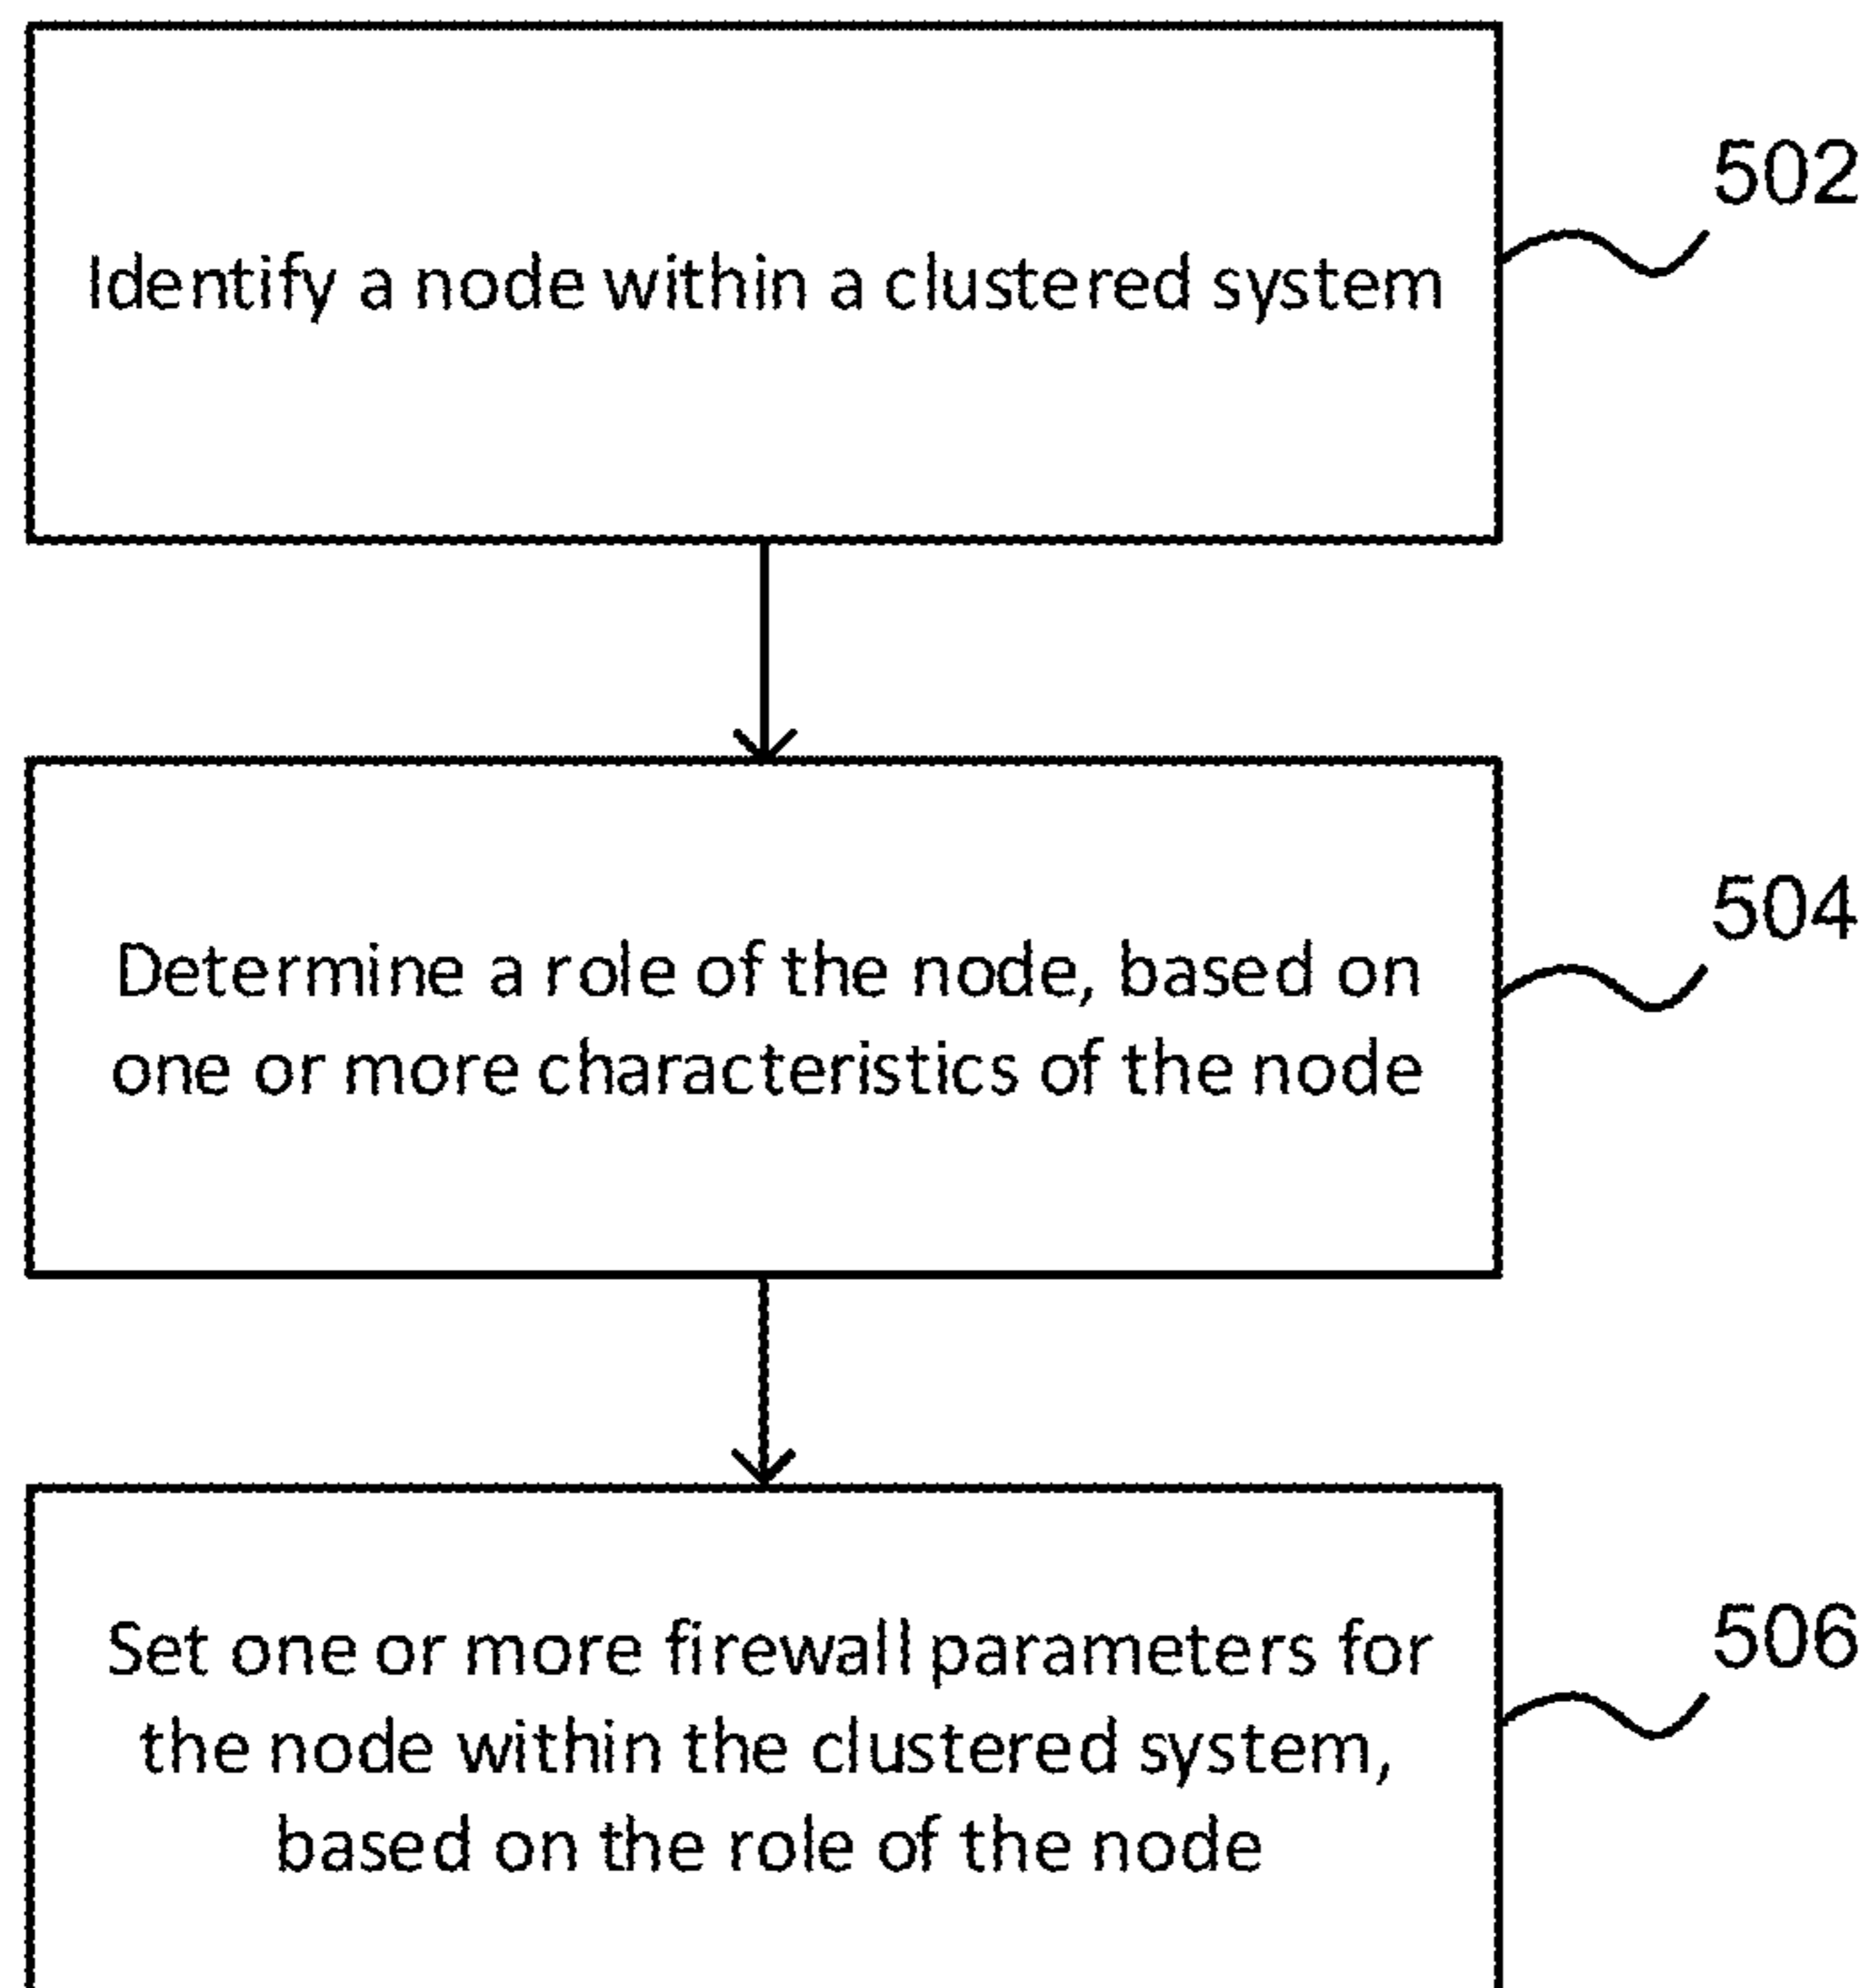 502
Identify a node within a clustered system
504
Determine a role of the node, based on
one or more characteristics of the node
506
Set one or more firewall parameters for
the node within the clustered system,
based on the role of the node